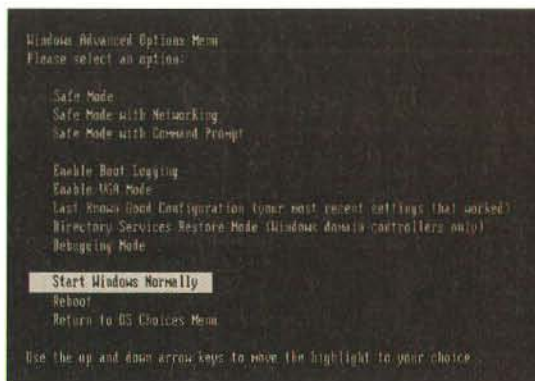 Windows Advanced Options Menu
Please select an option:
Safe Mode
Safe Mode with Networking
Safe Mode with Command Prompt
Enable Boot Logging
Enable VGA Mode
Last Known Good Configuration (your most recent settings that worked)
Directory Services Restore Mode (Windows domain controllers only)
Debugging Mode
Start Windows Normally
Reboot
Return to OS Choices Menu
Use the up and down arrow keys to move the highlight to your choice.